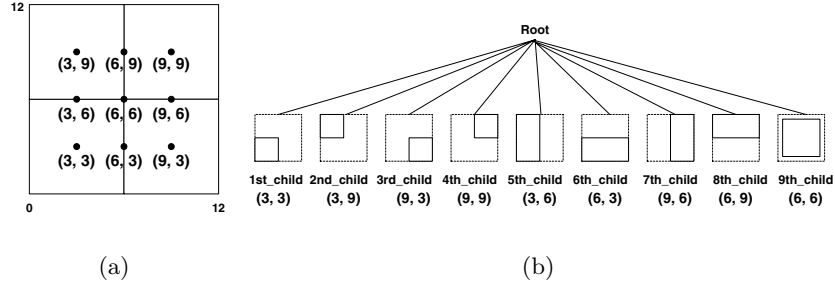 12
(3, 9) (6, 9) (9, 9)
(3, 6) (6, 6) (9, 6)
(3, 3) (6, 3) (9, 3)
0 12
(a)
Root
1st_child 2nd_child 3rd_child 4th_child 5th_child 6th_child 7th_child 8th_child 9th_child
(3, 3) (3, 9) (9, 3) (9, 9) (3, 6) (6, 3) (9, 6) (6, 9) (6, 6)
(b)